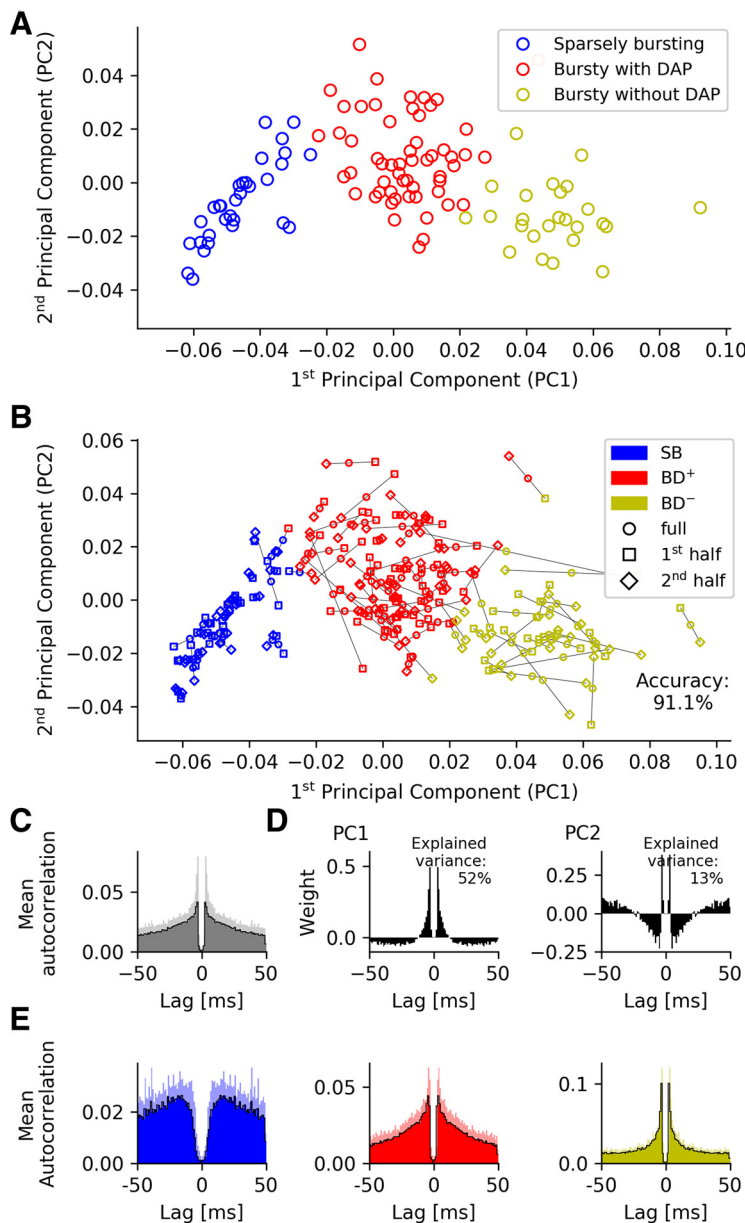 A
2nd Principal Component (PC2)
0.04
0.02
0.00
−0.02
−0.04
Sparsely bursting
Bursty with DAP
Bursty without DAP
−0.06
−0.04
−0.02
0.00
0.02
0.04
0.06
0.08
0.10
1st Principal Component (PC1)
B
2nd Principal Component (PC2)
0.06
0.04
0.02
0.00
−0.02
−0.04
SB
BD+
BD−
full
1st half
2nd half
Accuracy:
91.1%
−0.06
−0.04
−0.02
0.00
0.02
0.04
0.06
0.08
0.10
1st Principal Component (PC1)
C
Mean
autocorrelation
0.05
0.00
−50
0
50
Lag [ms]
D
PC1
Explained
variance:
52%
Weight
0.5
0.0
−50
0
50
Lag [ms]
PC2
Explained
variance:
13%
0.25
0.00
−0.25
−50
0
50
Lag [ms]
E
Mean
Autocorrelation
0.02
0.00
-50
0
50
Lag [ms]
0.05
0.00
-50
0
50
Lag [ms]
0.1
0.0
-50
0
50
Lag [ms]